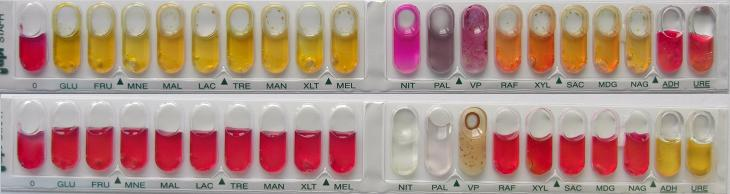 api STAPH
0 GLU FRU ▲ MNE MAL LAC ▲ TRE MAN XLT ▲ MEL NIT PAL ▲ VP RAF XYL ▲ SAC MDG NAG ▲ ADH URE
0 GLU FRU ▲ MNE MAL LAC ▲ TRE MAN XLT ▲ MEL NIT PAL ▲ VP RAF XYL ▲ SAC MDG NAG ▲ ADH URE